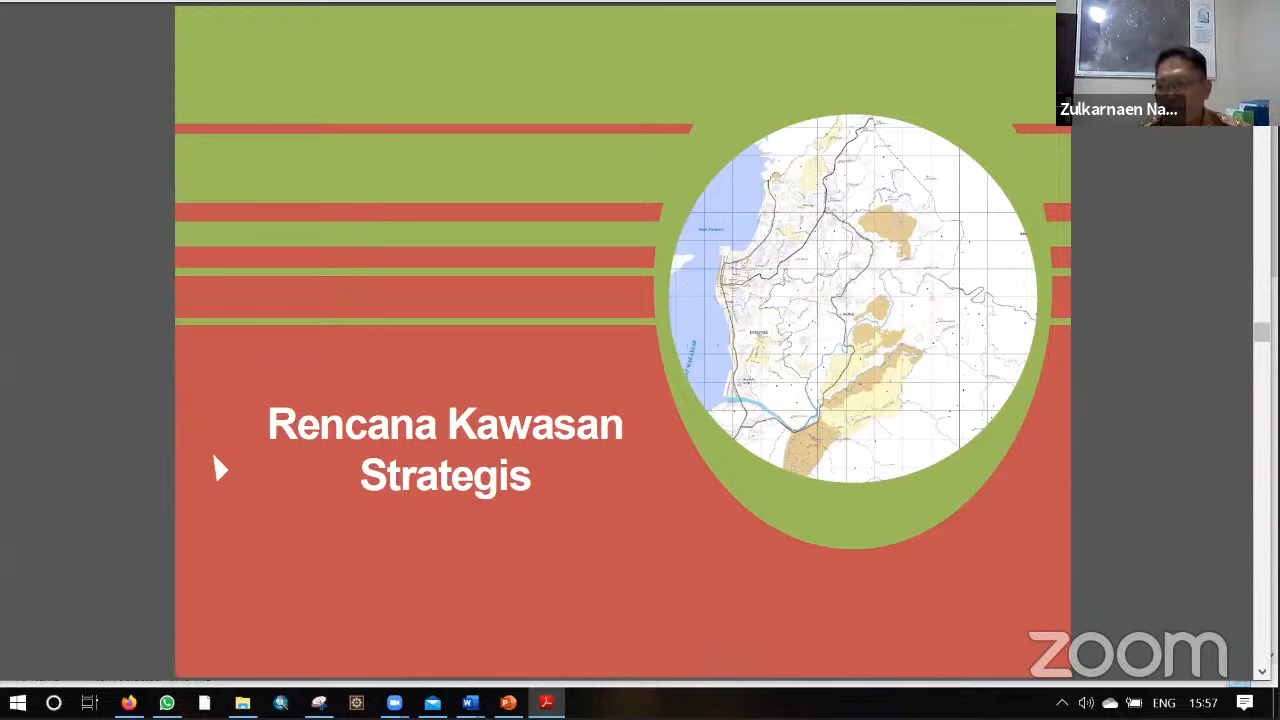 Zulkarnaen Na...
Rencana Kawasan
Strategis
zoom
ENG
15:57